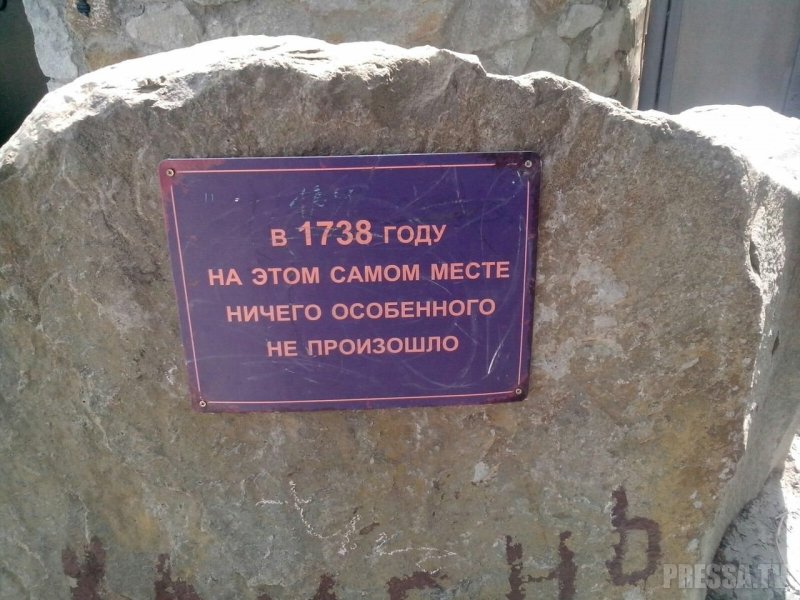 В 1738 ГОДУ
НА ЭТОМ САМОМ МЕСТЕ
НИЧЕГО ОСОБЕННОГО
НЕ ПРОИЗОШЛО
PRESSA.TV